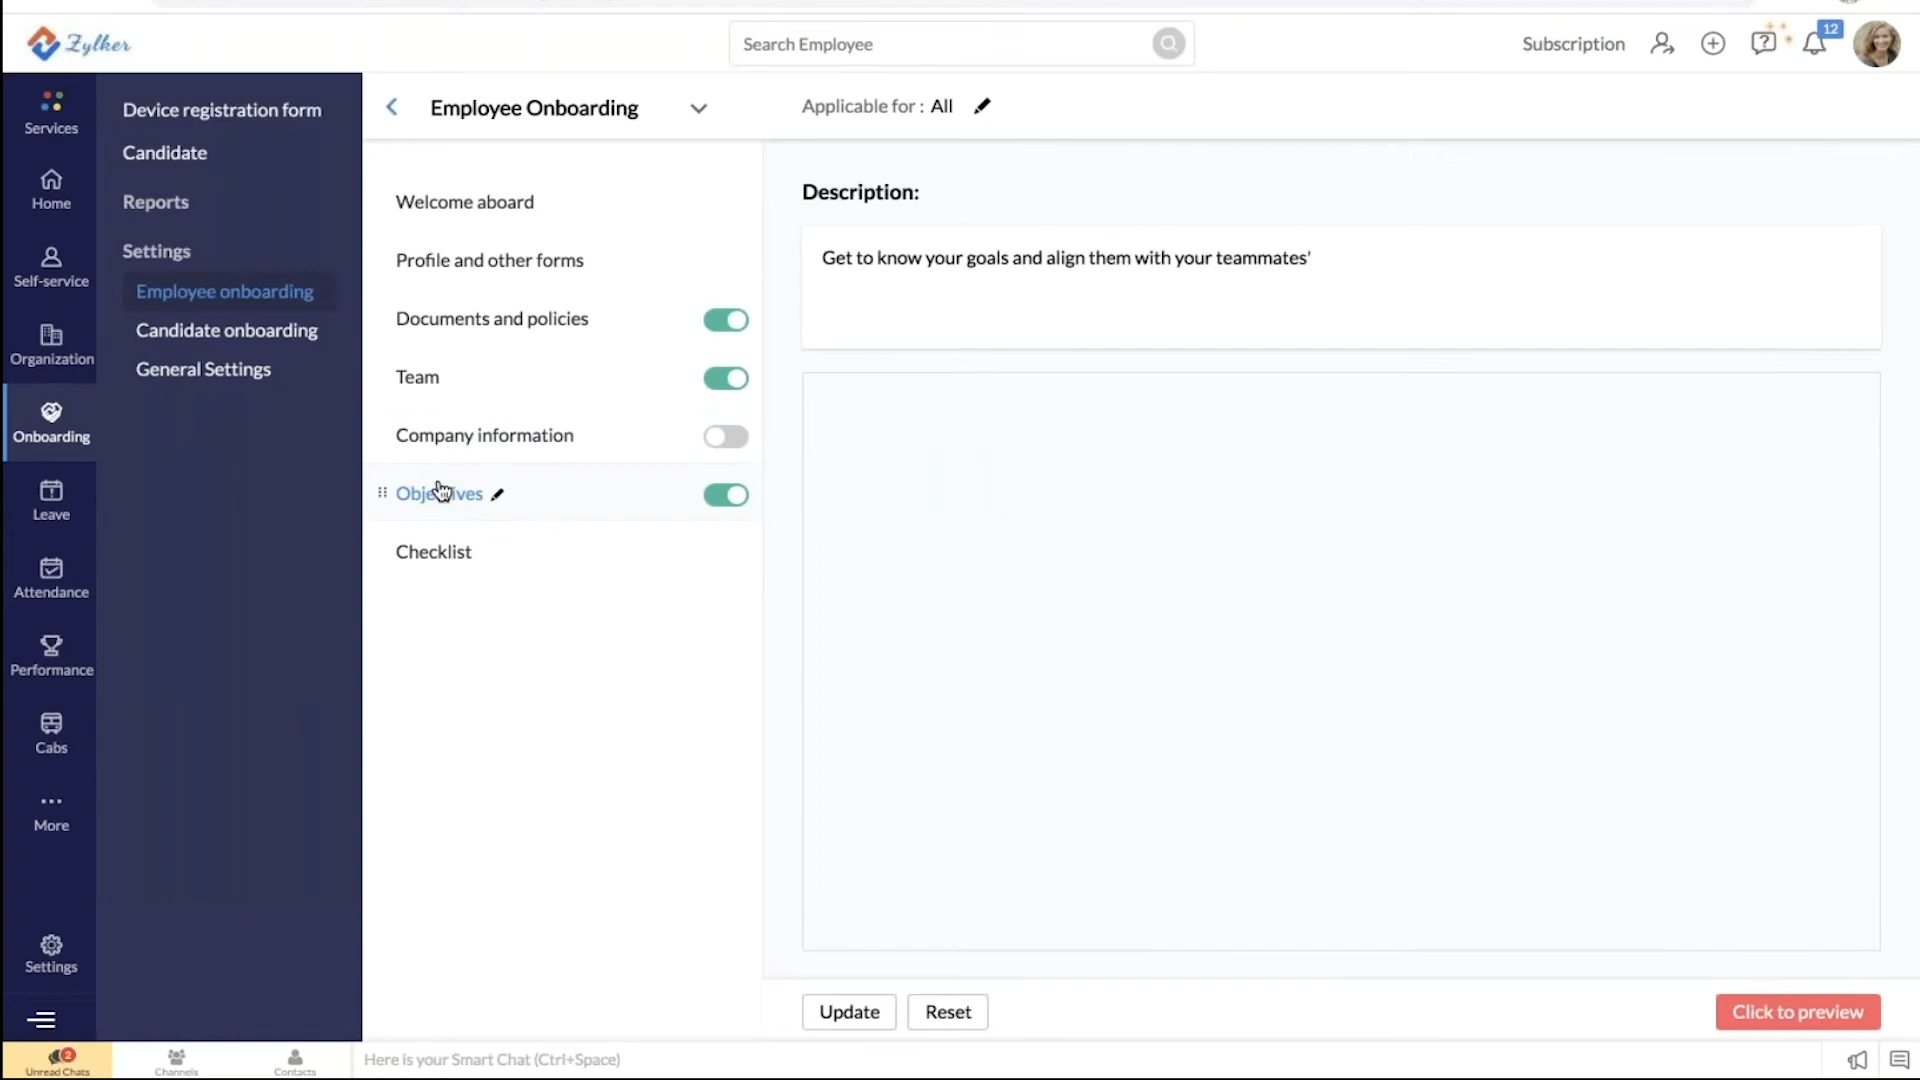 Zylker
Search Employee
Subscription
12
Services
Home
Self-service
Organization
Onboarding
Leave
Attendance
Performance
Cabs
More
Settings
Device registration form
Candidate
Reports
Settings
Employee onboarding
Candidate onboarding
General Settings
Employee Onboarding
Applicable for : All
Welcome aboard
Profile and other forms
Documents and policies
Team
Company information
Objectives
Checklist
Description:
Get to know your goals and align them with your teammates'
Update
Reset
Click to preview
2
Unread Chats
Channels
Contacts
Here is your Smart Chat (Ctrl+Space)